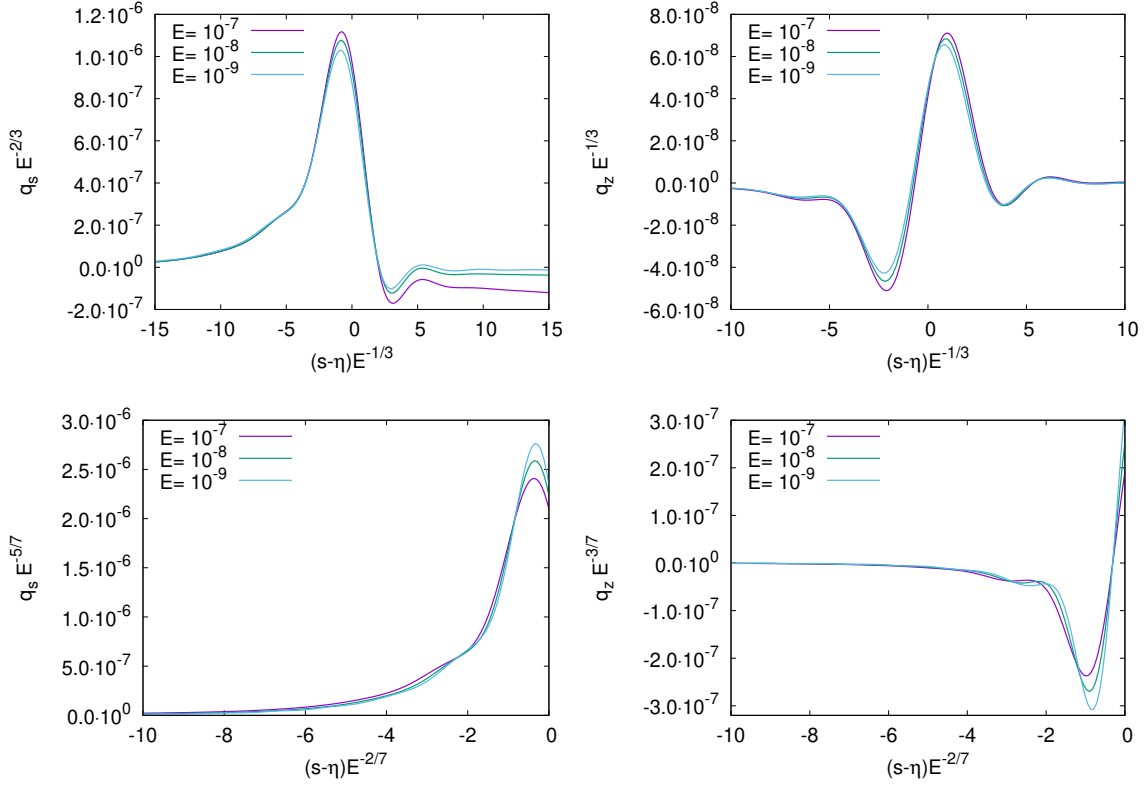 1.2·10⁻⁶
1.0·10⁻⁶
8.0·10⁻⁷
6.0·10⁻⁷
4.0·10⁻⁷
2.0·10⁻⁷
0.0·10⁰
-2.0·10⁻⁷
q_s E^{-2/3}
E= 10⁻⁷
E= 10⁻⁸
E= 10⁻⁹
-15 -10 -5 0 5 10 15
(s-η)E^{-1/3}
8.0·10⁻⁸
6.0·10⁻⁸
4.0·10⁻⁸
2.0·10⁻⁸
0.0·10⁰
-2.0·10⁻⁸
-4.0·10⁻⁸
-6.0·10⁻⁸
q_z E^{-1/3}
E= 10⁻⁷
E= 10⁻⁸
E= 10⁻⁹
-10 -5 0 5 10
(s-η)E^{-1/3}
3.0·10⁻⁶
2.5·10⁻⁶
2.0·10⁻⁶
1.5·10⁻⁶
1.0·10⁻⁶
5.0·10⁻⁷
0.0·10⁰
q_s E^{-5/7}
E= 10⁻⁷
E= 10⁻⁸
E= 10⁻⁹
-10 -8 -6 -4 -2 0
(s-η)E^{-2/7}
3.0·10⁻⁷
2.0·10⁻⁷
1.0·10⁻⁷
0.0·10⁰
-1.0·10⁻⁷
-2.0·10⁻⁷
-3.0·10⁻⁷
q_z E^{-3/7}
E= 10⁻⁷
E= 10⁻⁸
E= 10⁻⁹
-10 -8 -6 -4 -2 0
(s-η)E^{-2/7}